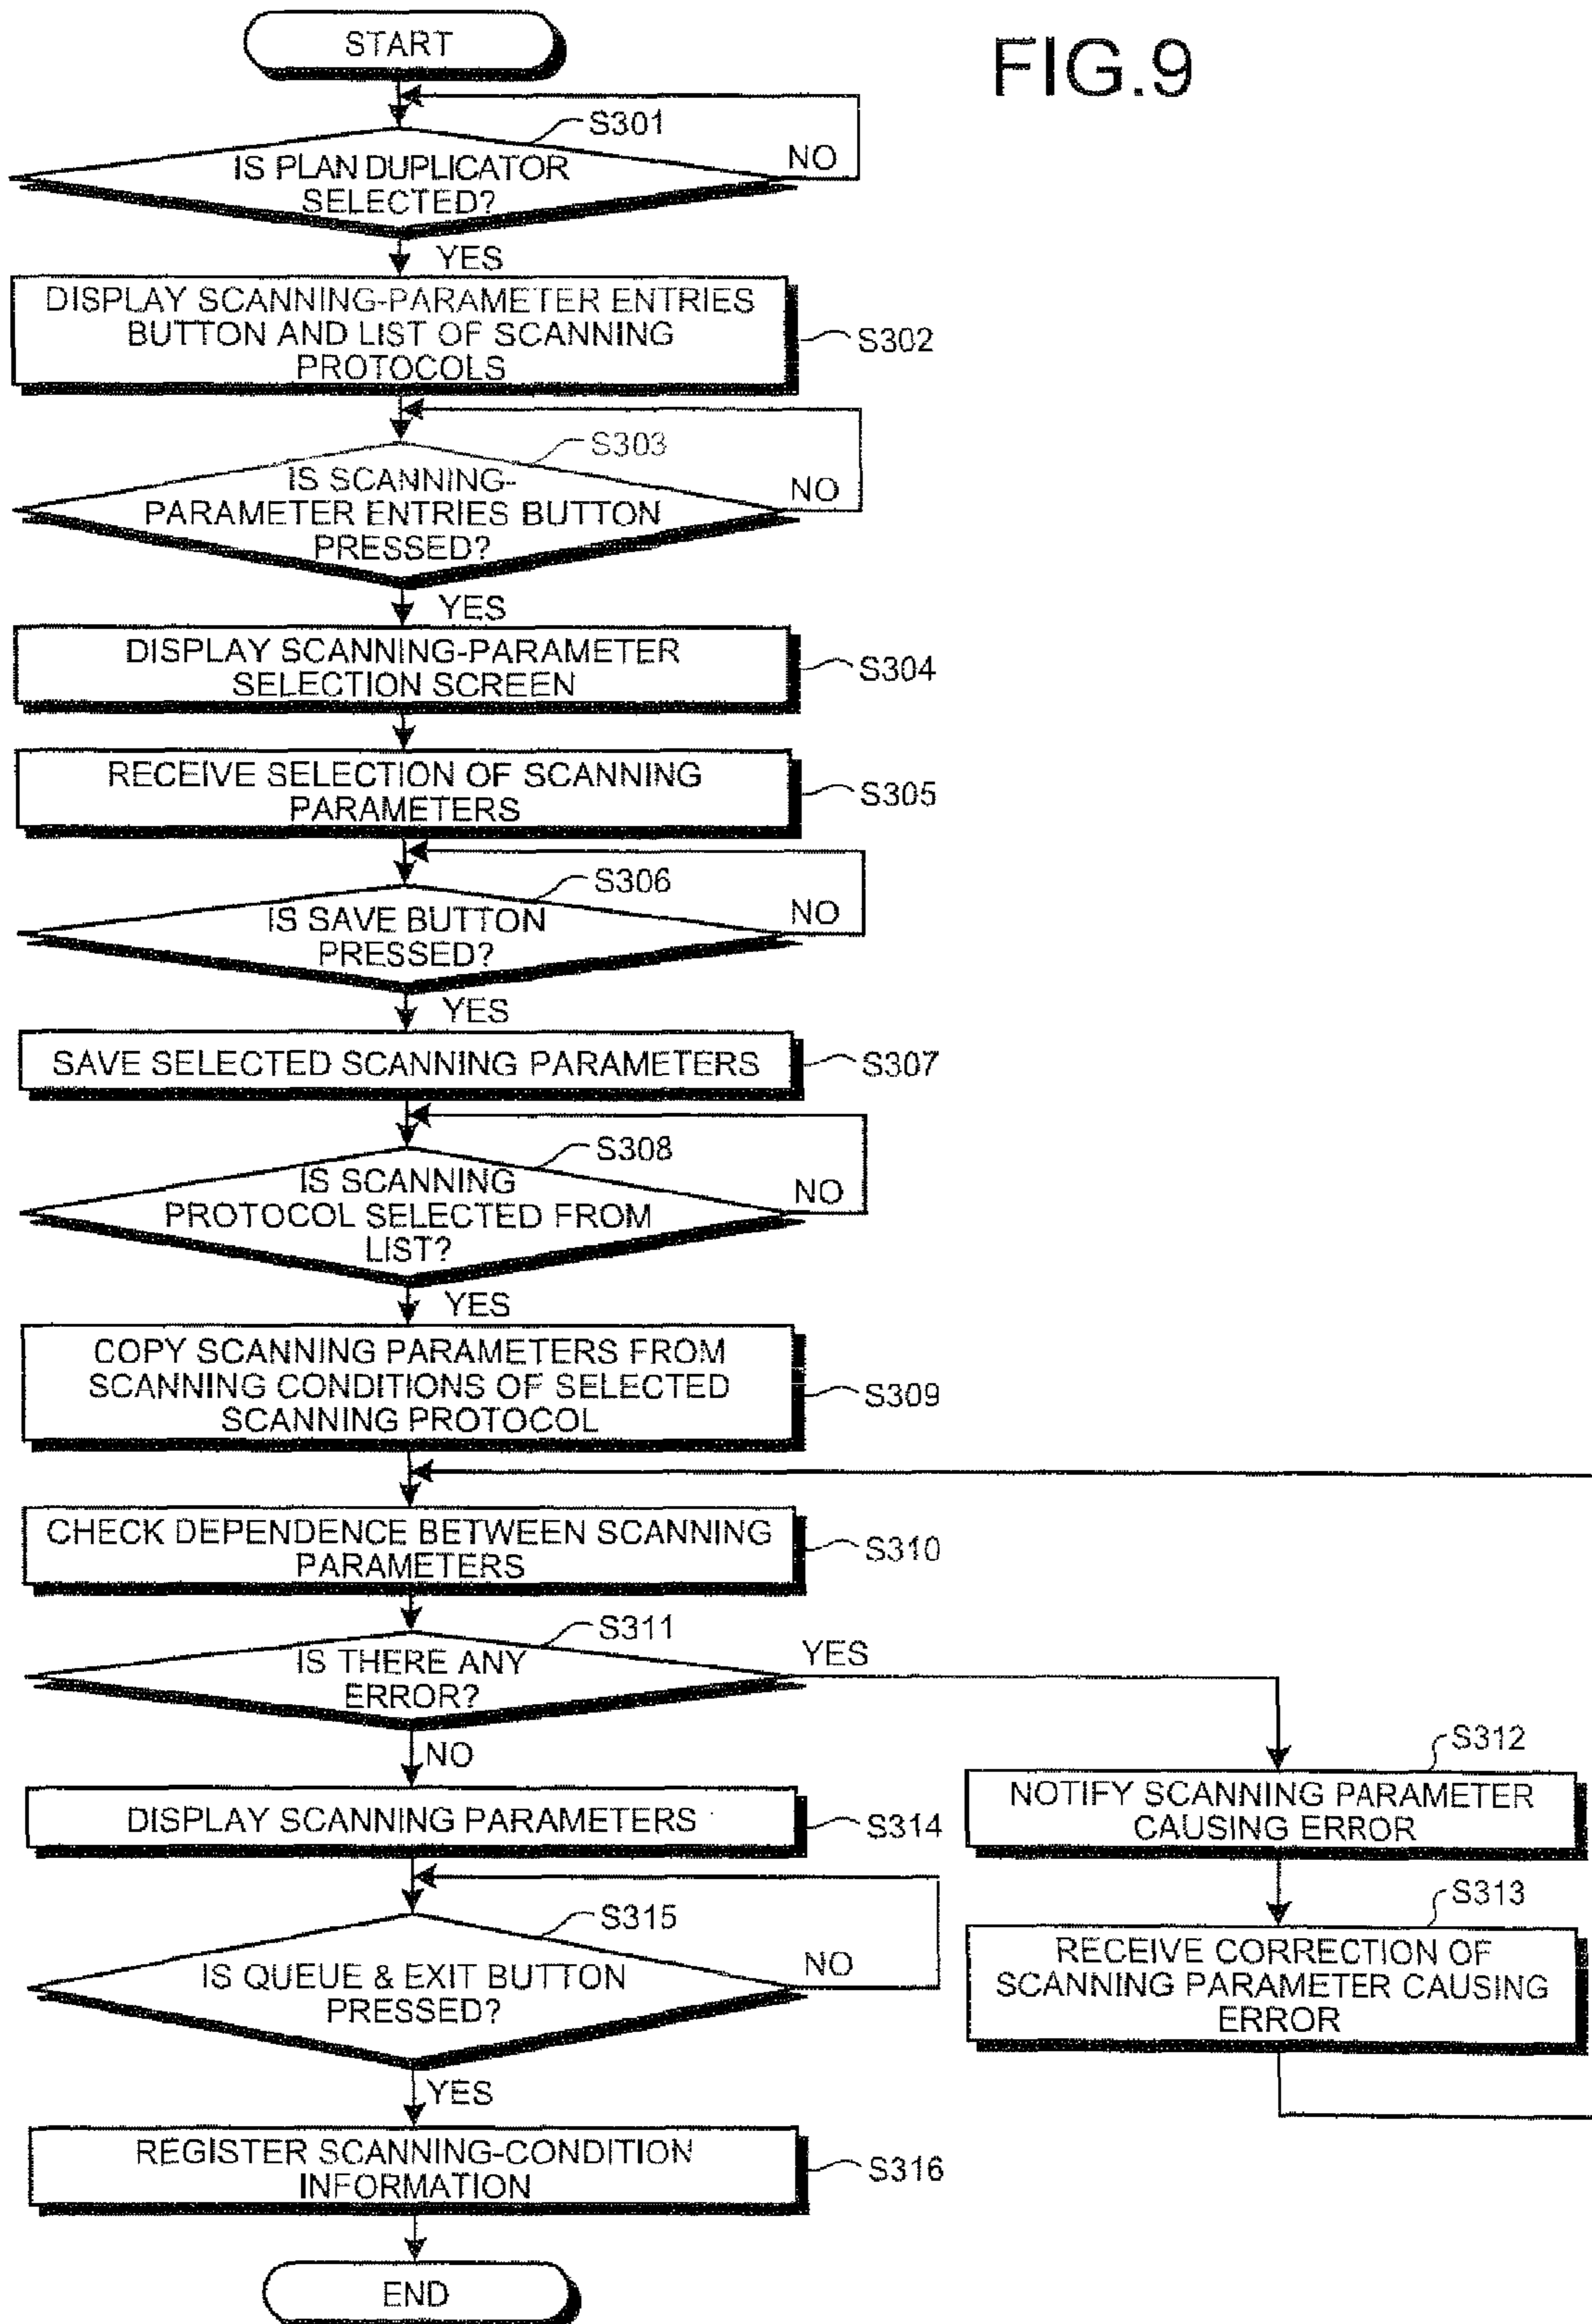 START
FIG.9
S301
IS PLAN DUPLICATOR
SELECTED?
NO
YES
DISPLAY SCANNING-PARAMETER ENTRIES
BUTTON AND LIST OF SCANNING
PROTOCOLS
S302
S303
IS SCANNING-
PARAMETER ENTRIES BUTTON
PRESSED?
NO
YES
DISPLAY SCANNING-PARAMETER
SELECTION SCREEN
S304
RECEIVE SELECTION OF SCANNING
PARAMETERS
S305
S306
IS SAVE BUTTON
PRESSED?
NO
YES
SAVE SELECTED SCANNING PARAMETERS
S307
S308
IS SCANNING
PROTOCOL SELECTED FROM
LIST?
NO
YES
COPY SCANNING PARAMETERS FROM
SCANNING CONDITIONS OF SELECTED
SCANNING PROTOCOL
S309
CHECK DEPENDENCE BETWEEN SCANNING
PARAMETERS
S310
S311
IS THERE ANY
ERROR?
YES
NO
S312
NOTIFY SCANNING PARAMETER
CAUSING ERROR
S313
RECEIVE CORRECTION OF
SCANNING PARAMETER CAUSING
ERROR
DISPLAY SCANNING PARAMETERS
S314
S315
IS QUEUE & EXIT BUTTON
PRESSED?
NO
YES
REGISTER SCANNING-CONDITION
INFORMATION
S316
END